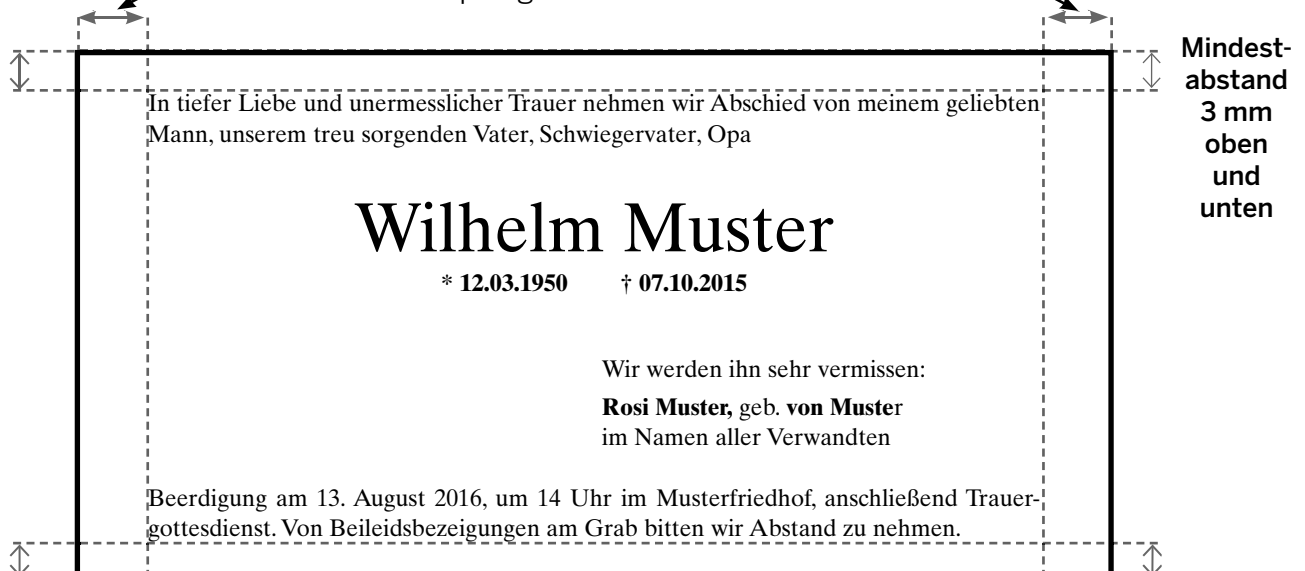 In tiefer Liebe und unermesslicher Trauer nehmen wir Abschied von meinem geliebten
Mann, unserem treu sorgenden Vater, Schwiegervater, Opa
Wilhelm Muster
* 12.03.1950 † 07.10.2015
Wir werden ihn sehr vermissen:
Rosi Muster, geb. von Muster
im Namen aller Verwandten
Beerdigung am 13. August 2016, um 14 Uhr im Musterfriedhof, anschließend Trauer-
gottesdienst. Von Beileidsbezeigungen am Grab bitten wir Abstand zu nehmen.
Mindest-
abstand
3 mm
oben
und
unten